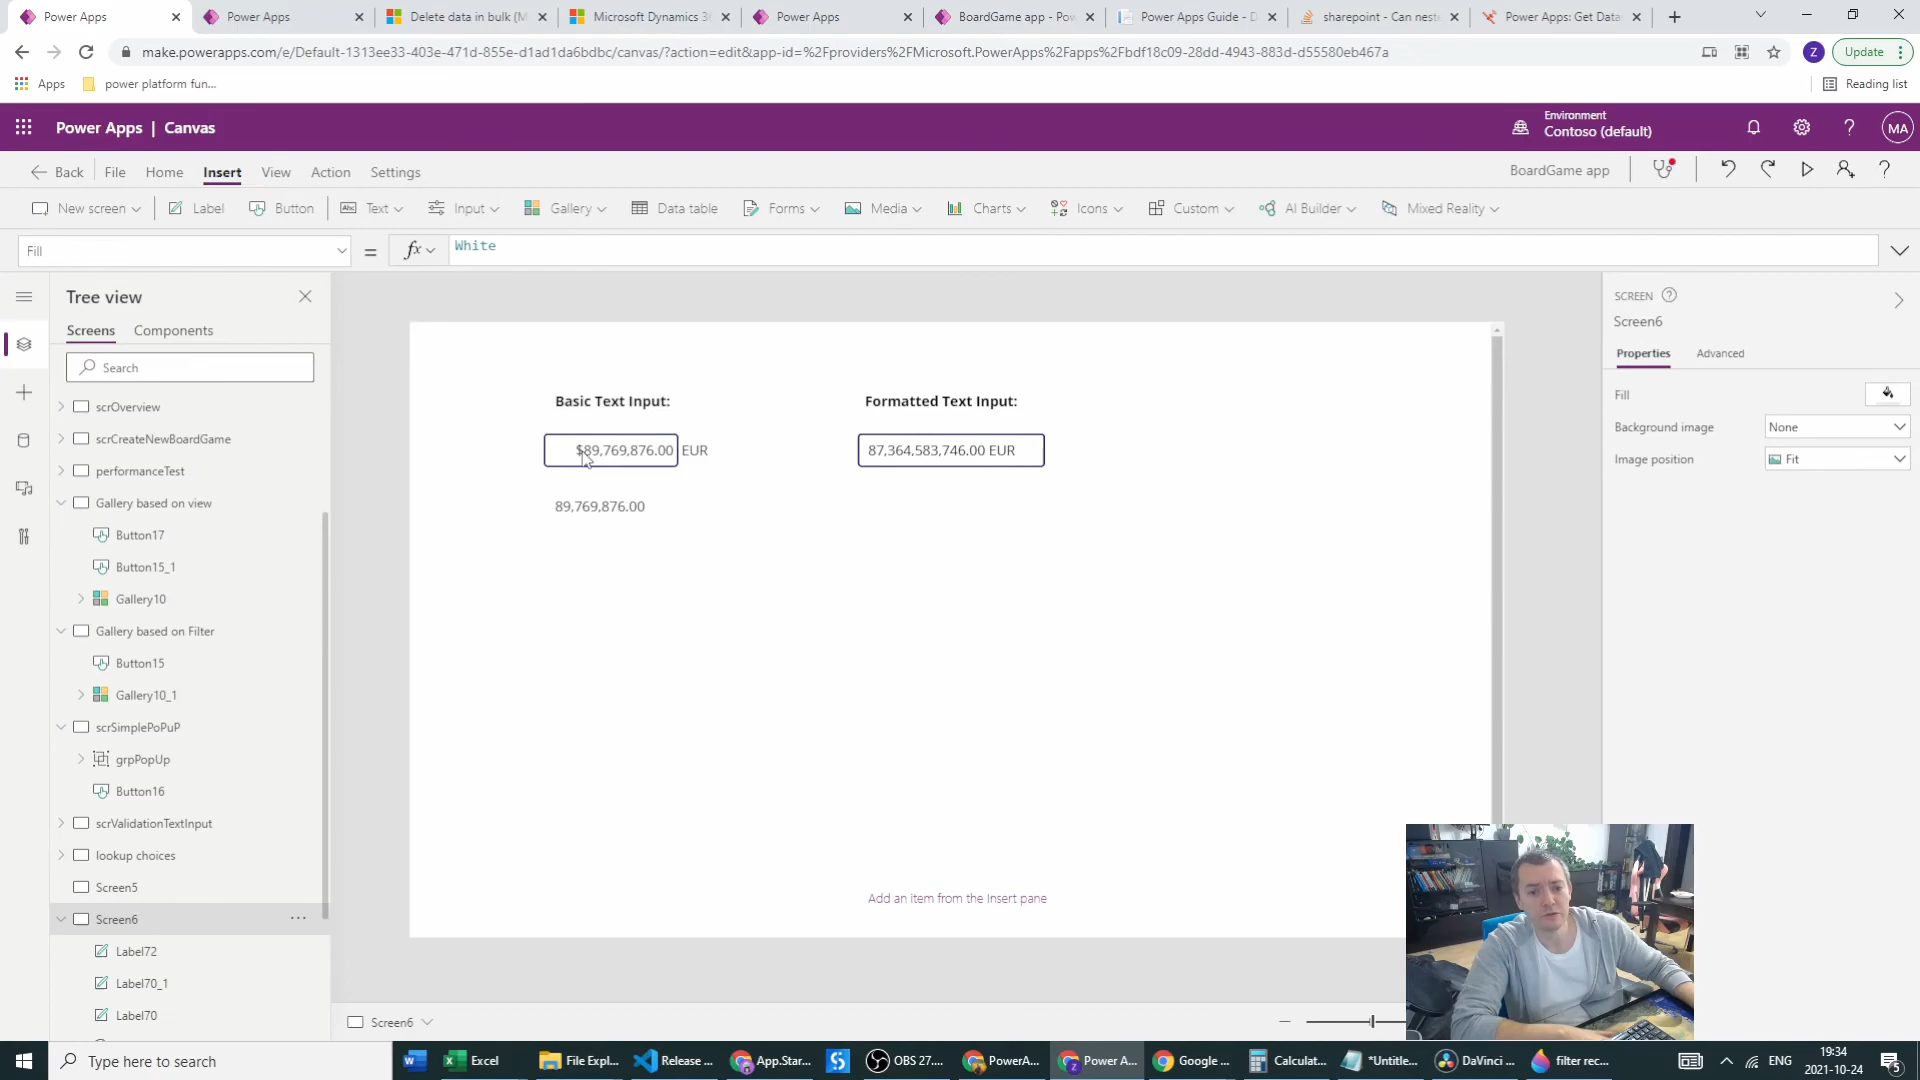 Power Apps
Power Apps
Delete data in bulk (M
Microsoft Dynamics 3
Power Apps
BoardGame app - Pow
Power Apps Guide - D
sharepoint - Can nest
Power Apps: Get Data
make.powerapps.com/e/Default-1313ee33-403e-471d-855e-d1ad1da6bdbc/canvas/?action=edit&app-id=%2Fproviders%2FMicrosoft.PowerApps%2Fapps%2Fbdf18c09-28dd-4943-883d-d55580eb467a
Z
Update
Apps
power platform fun...
Reading list
Power Apps | Canvas
Environment
Contoso (default)
MA
Back
File
Home
Insert
View
Action
Settings
BoardGame app
New screen
Label
Button
Text
Input
Gallery
Data table
Forms
Media
Charts
Icons
Custom
AI Builder
Mixed Reality
Fill
=
fx
White
Tree view
Screens
Components
Search
scrOverview
scrCreateNewBoardGame
performanceTest
Gallery based on view
Button17
Button15_1
Gallery10
Gallery based on Filter
Button15
Gallery10_1
scrSimplePoPuP
grpPopUp
Button16
scrValidationTextInput
lookup choices
Screen5
Screen6
Label72
Label70_1
Label70
Basic Text Input:
Formatted Text Input:
$89,769,876.00 EUR
87,364,583,746.00 EUR
89,769,876.00
Add an item from the Insert pane
Screen6
SCREEN
Screen6
Properties
Advanced
Fill
Background image
None
Image position
Fit
Type here to search
Excel
File Expl...
Release ...
App.Star...
OBS 27....
PowerA...
Power A...
Google ...
Calculat...
*Untitle...
DaVinci ...
filter rec...
ENG
19:34
2021-10-24
5